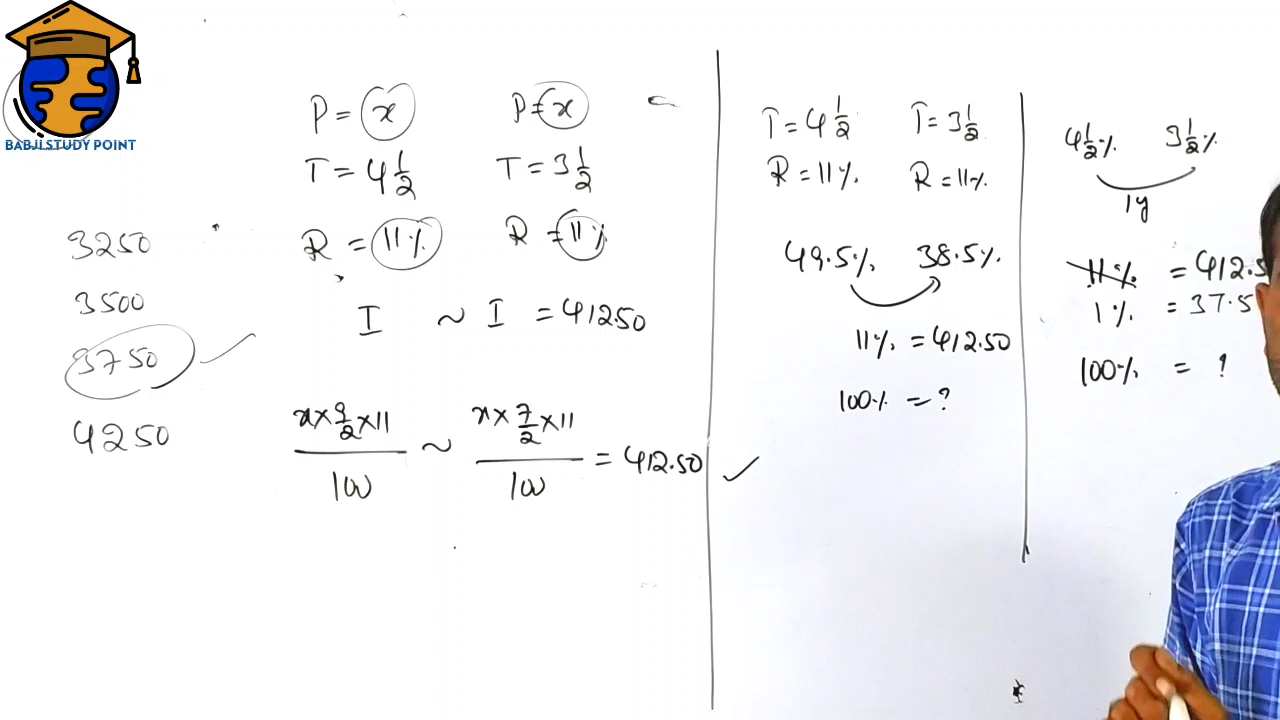 BABJI STUDY POINT
3250
3500
3750
4250
P = x P = x
T = 4 1/2 T = 3 1/2
R = 11% R = 11%
I ~ I = 412.50
x × 9/2 × 11 / 100 ~ x × 7/2 × 11 / 100 = 412.50 ✓
T = 4 1/2 T = 3 1/2
R = 11% R = 11%
49.5% 38.5%
11% = 412.50
100% = ?
4 1/2 % 3 1/2 %
1y
11% = 412.5
1% = 37.5
100% = ?